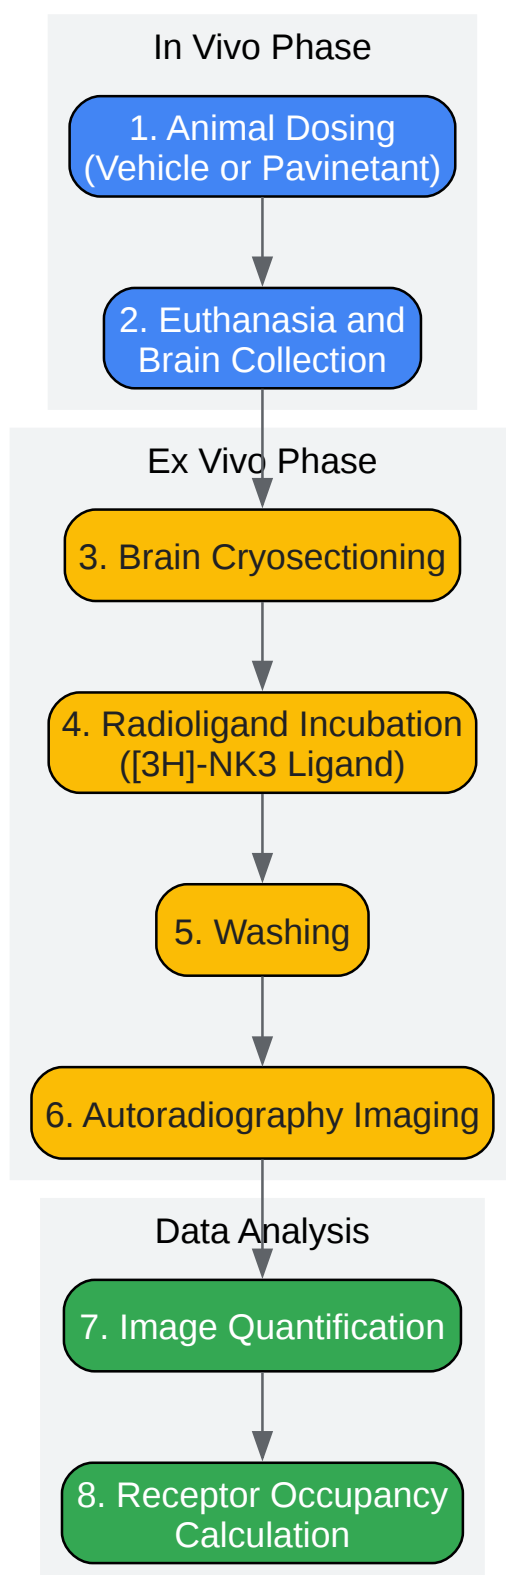 In Vivo Phase
1. Animal Dosing
(Vehicle or Pavinetant)
2. Euthanasia and
Brain Collection
Ex Vivo Phase
3. Brain Cryosectioning
4. Radioligand Incubation
([3H]-NK3 Ligand)
5. Washing
6. Autoradiography Imaging
Data Analysis
7. Image Quantification
8. Receptor Occupancy
Calculation